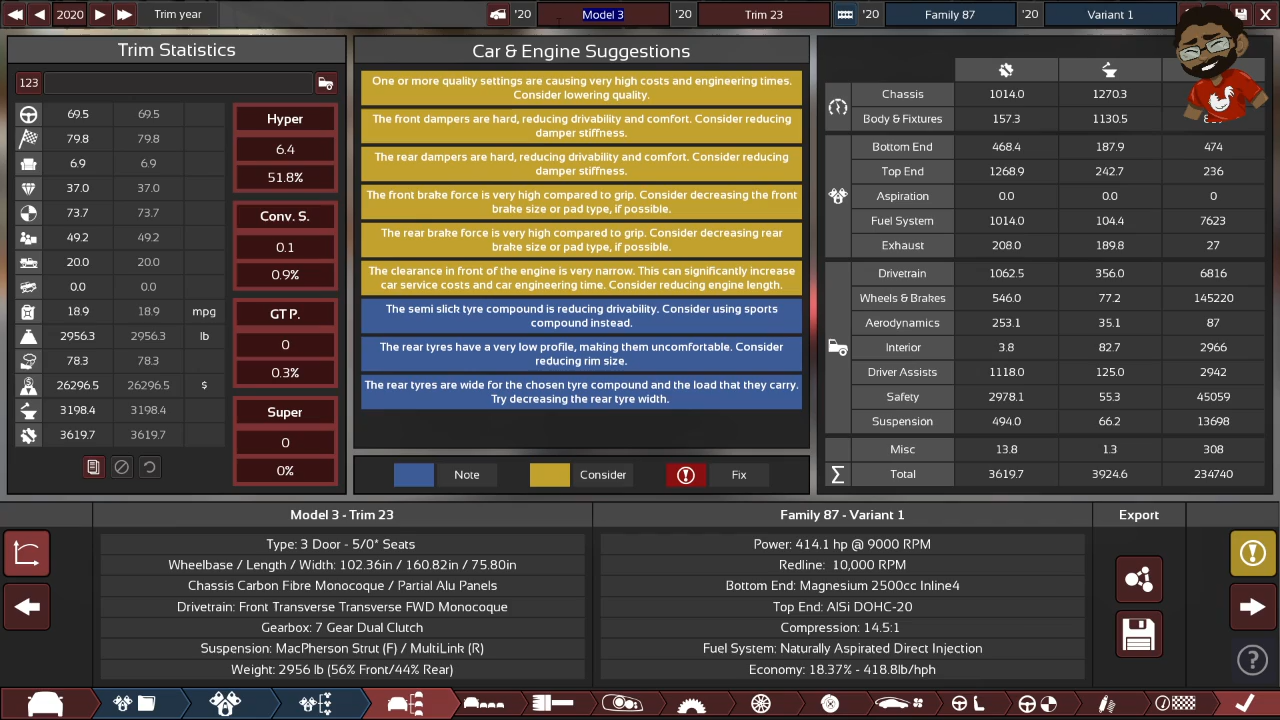 2020
Trim year
'20
Model 3
'20
Trim 23
'20
Family 87
'20
Variant 1
Trim Statistics
123
69.5 69.5
79.8 79.8
6.9 6.9
37.0 37.0
73.7 73.7
49.2 49.2
20.0 20.0
0.0 0.0
18.9 18.9 mpg
2956.3 2956.3 lb
78.3 78.3
26296.5 26296.5 $
3198.4 3198.4
3619.7 3619.7
Hyper
6.4
51.8%
Conv. S.
0.1
0.9%
GT P.
0
0.3%
Super
0
0%
Car & Engine Suggestions
One or more quality settings are causing very high costs and engineering times.
Consider lowering quality.
The front dampers are hard, reducing drivability and comfort. Consider reducing
damper stiffness.
The rear dampers are hard, reducing drivability and comfort. Consider reducing
damper stiffness.
The front brake force is very high compared to grip. Consider decreasing the front
brake size or pad type, if possible.
The rear brake force is very high compared to grip. Consider decreasing rear
brake size or pad type, if possible.
The clearance in front of the engine is very narrow. This can significantly increase
car service costs and car engineering time. Consider reducing engine length.
The semi slick tyre compound is reducing drivability. Consider using sports
compound instead.
The rear tyres have a very low profile, making them uncomfortable. Consider
reducing rim size.
The rear tyres are wide for the chosen tyre compound and the load that they carry.
Try decreasing the rear tyre width.
Note
Consider
Fix
Chassis 1014.0 1270.3
Body & Fixtures 157.3 1130.5
Bottom End 468.4 187.9 474
Top End 1268.9 242.7 236
Aspiration 0.0 0.0 0
Fuel System 1014.0 104.4 7623
Exhaust 208.0 189.8 27
Drivetrain 1062.5 356.0 6816
Wheels & Brakes 546.0 77.2 145220
Aerodynamics 253.1 35.1 87
Interior 3.8 82.7 2966
Driver Assists 1118.0 125.0 2942
Safety 2978.1 55.3 45059
Suspension 494.0 66.2 13698
Misc 13.8 1.3 308
Σ Total 3619.7 3924.6 234740
Model 3 - Trim 23
Type: 3 Door - 5/0* Seats
Wheelbase / Length / Width: 102.36in / 160.82in / 75.80in
Chassis Carbon Fibre Monocoque / Partial Alu Panels
Drivetrain: Front Transverse Transverse FWD Monocoque
Gearbox: 7 Gear Dual Clutch
Suspension: MacPherson Strut (F) / MultiLink (R)
Weight: 2956 lb (56% Front/44% Rear)
Family 87 - Variant 1
Power: 414.1 hp @ 9000 RPM
Redline: 10,000 RPM
Bottom End: Magnesium 2500cc Inline4
Top End: AlSi DOHC-20
Compression: 14.5:1
Fuel System: Naturally Aspirated Direct Injection
Economy: 18.37% - 418.8lb/hph
Export